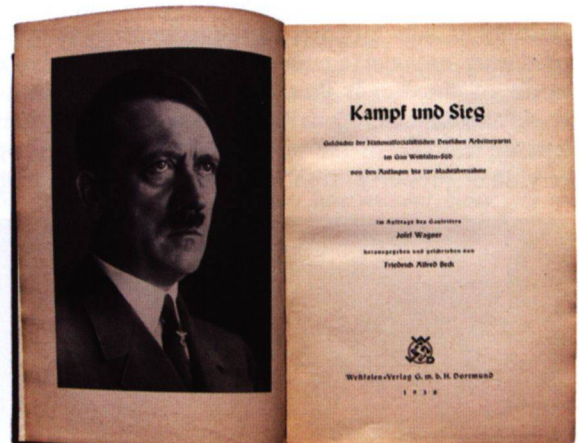 Kampf und Sieg
Geschichte der Nationalsozialistischen Deutschen Arbeiterpartei
im Gau Westfalen-Süd
von den Anfängen bis zur Machtübernahme
Im Auftrage des Gauleiters
Josef Wagner
herausgegeben und geschrieben von
Friedrich Alfred Beck
Westfalen-Verlag G. m. b. H. Dortmund
1938